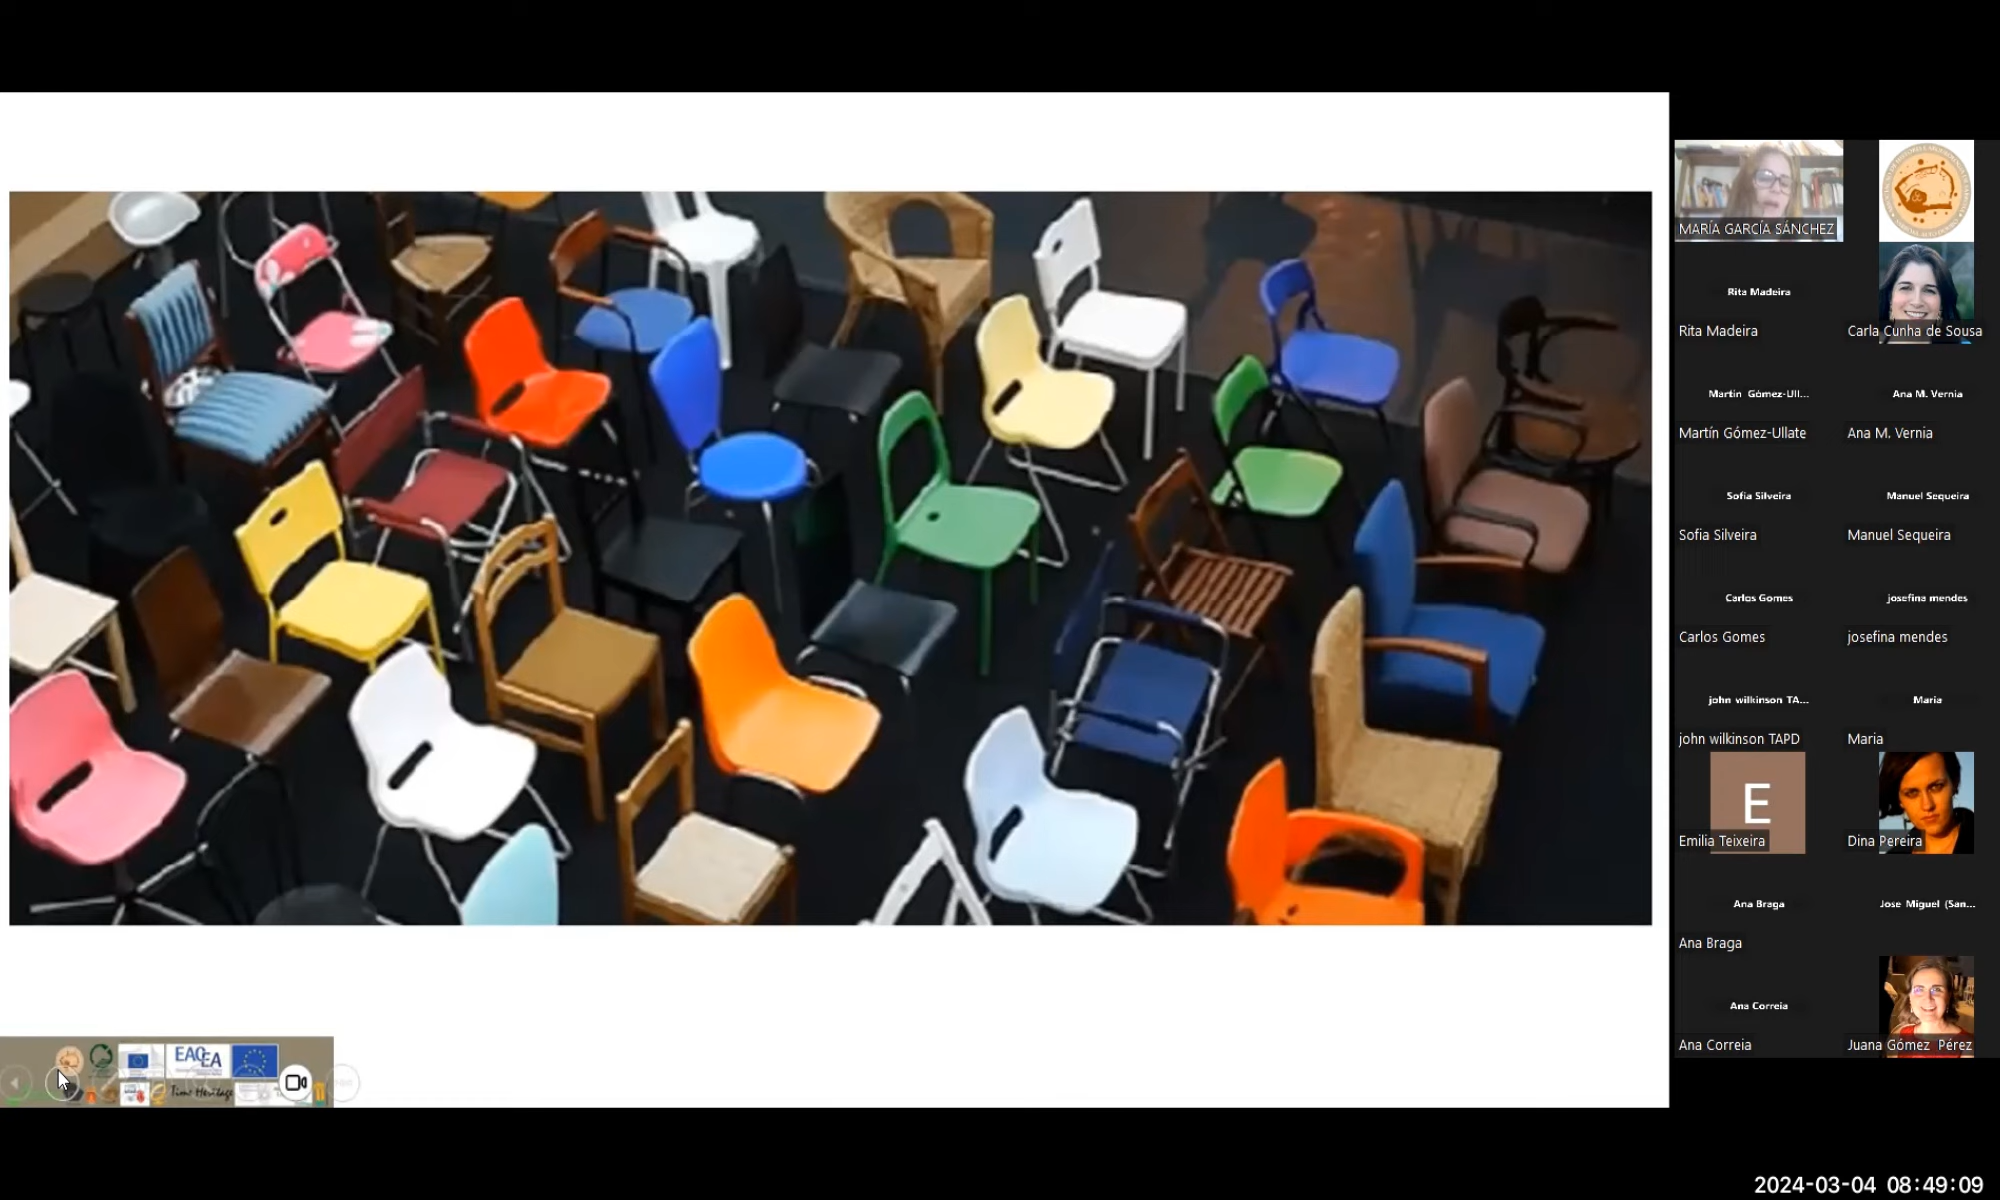 MARÍA GARCÍA SÁNCHEZ
Rita Madeira
Rita Madeira
Carla Cunha de Sousa
Martín Gómez-Ull...
Ana M. Vernia
Martín Gómez-Ullate
Ana M. Vernia
Sofia Silveira
Manuel Sequeira
Sofia Silveira
Manuel Sequeira
Carlos Gomes
josefina mendes
Carlos Gomes
josefina mendes
john wilkinson TA...
Maria
john wilkinson TAPD
Maria
E
Emilia Teixeira
Dina Pereira
Ana Braga
Jose Miguel (San...
Ana Braga
Ana Correia
Ana Correia
Juana Gómez Pérez
EACEA
Time Heritage
2024-03-04 08:49:09